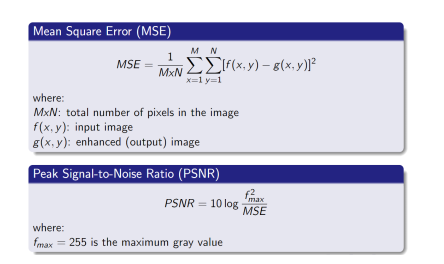 Mean Square Error (MSE)
MSE = \frac{1}{MxN} \sum_{x=1}^{M} \sum_{y=1}^{N} [f(x, y) − g(x, y)]^2
where:
MxN: total number of pixels in the image
f(x, y): input image
g(x, y): enhanced (output) image
Peak Signal-to-Noise Ratio (PSNR)
PSNR = 10 log \frac{f_{max}^2}{MSE}
where:
f_{max} = 255 is the maximum gray value